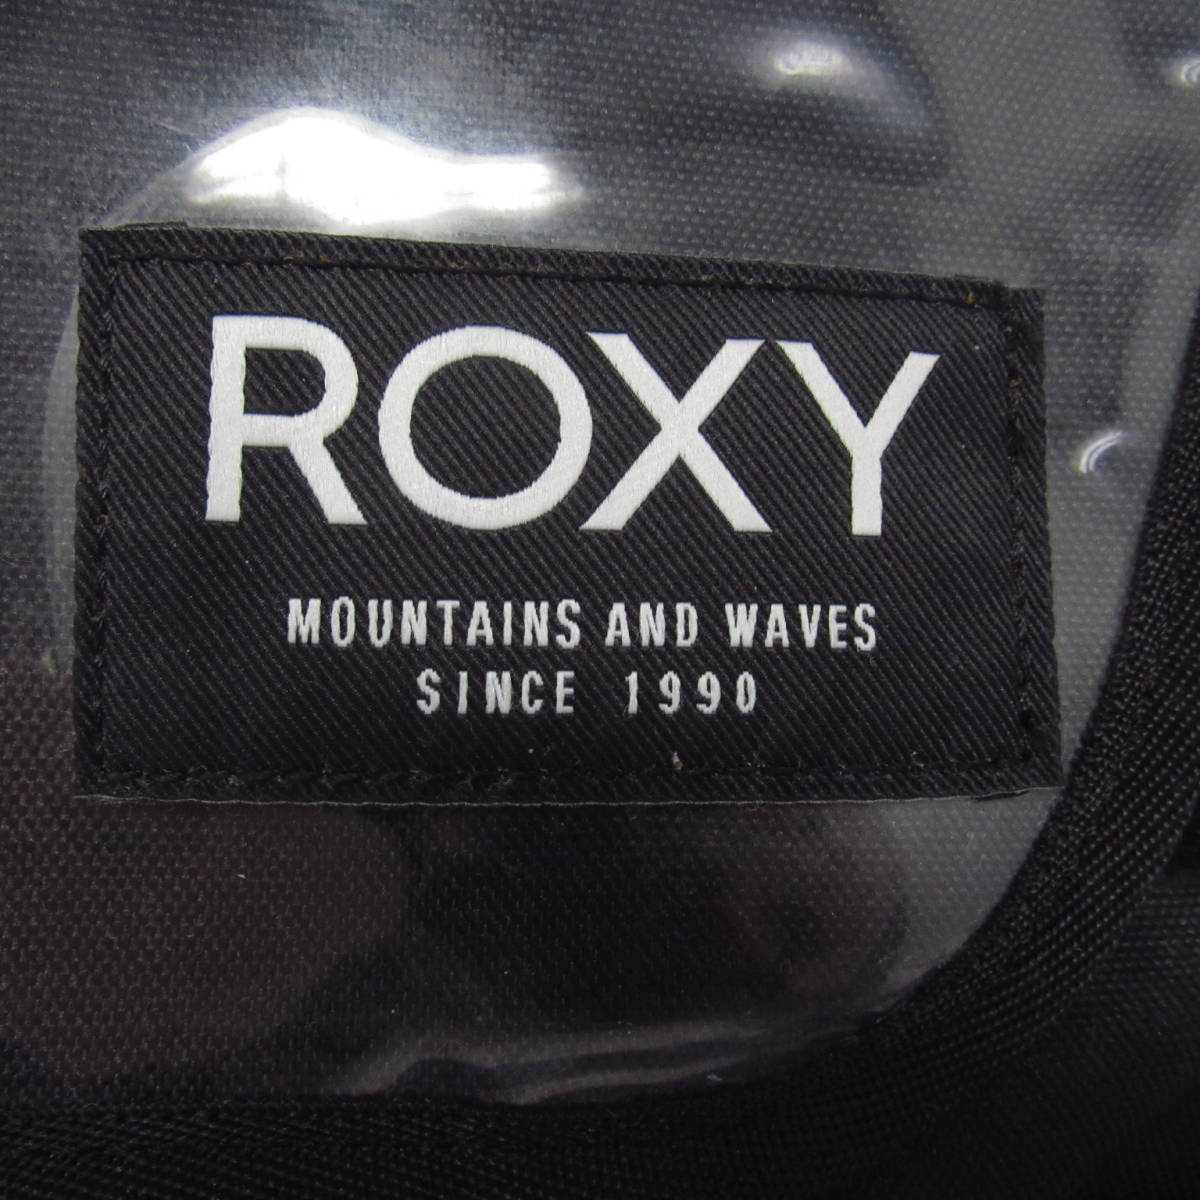 ROXY
MOUNTAINS AND WAVES
SINCE 1990